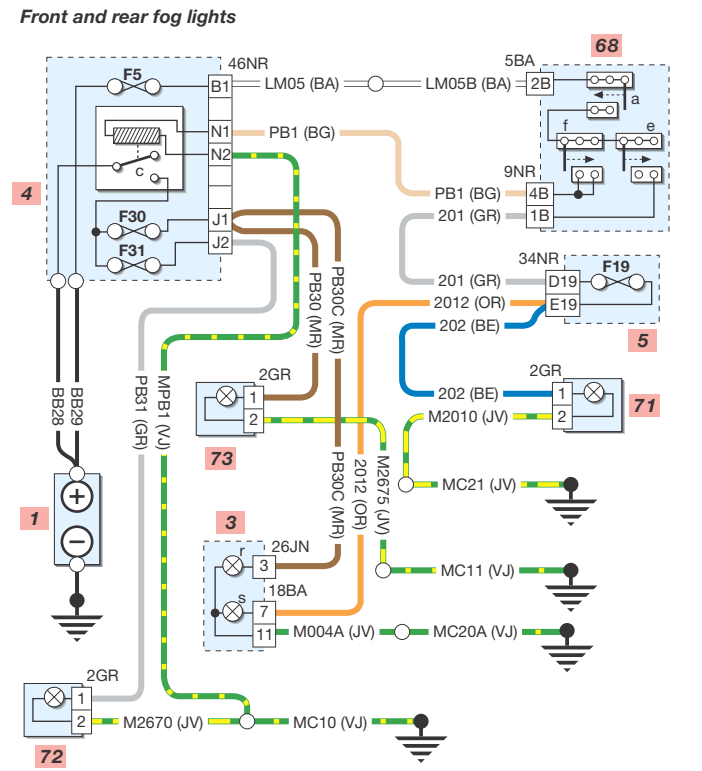 Front and rear fog lights
68
46NR
5BA
F5
B1
LM05 (BA)
LM05B (BA)
2B
a
N1
PB1 (BG)
f
e
N2
c
9NR
4
PB1 (BG)
4B
F30
J1
201 (GR)
1B
F31
J2
34NR
F19
201 (GR)
D19
2012 (OR)
E19
202 (BE)
5
PB30 (MR)
PB30C (MR)
2GR
2GR
1
202 (BE)
1
71
2
M2010 (JV)
2
BB28
BB29
PB31 (GR)
MPB1 (VJ)
73
PB30C (MR)
2012 (OR)
M2675 (JV)
MC21 (JV)
+
1
−
3
r
26JN
3
MC11 (VJ)
s
18BA
7
11
M004A (JV)
MC20A (VJ)
2GR
1
2
M2670 (JV)
MC10 (VJ)
72